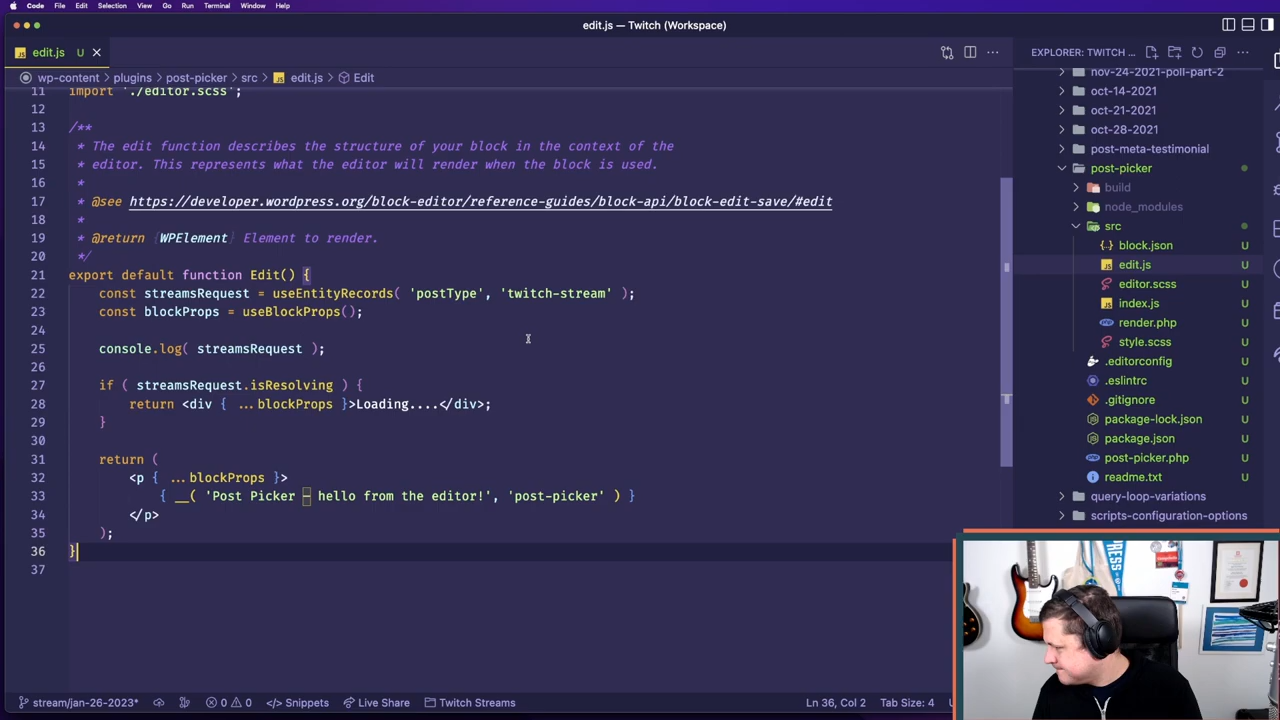 Code File Edit Selection View Go Run Terminal Window Help
edit.js — Twitch (Workspace)
edit.js U
EXPLORER: TWITCH ...
wp-content plugins post-picker src edit.js Edit
11 import './editor.scss';
12
13 /**
14 * The edit function describes the structure of your block in the context of the
15 * editor. This represents what the editor will render when the block is used.
16 *
17 * @see https://developer.wordpress.org/block-editor/reference-guides/block-api/block-edit-save/#edit
18 *
19 * @return {WPElement} Element to render.
20 */
21 export default function Edit() {
22 const streamsRequest = useEntityRecords( 'postType', 'twitch-stream' );
23 const blockProps = useBlockProps();
24
25 console.log( streamsRequest );
26
27 if ( streamsRequest.isResolving ) {
28 return <div { ...blockProps }>Loading....</div>;
29 }
30
31 return (
32 <p { ...blockProps }>
33 { __( 'Post Picker – hello from the editor!', 'post-picker' ) }
34 </p>
35 );
36 }
37
nov-24-2021-poll-part-2
oct-14-2021
oct-21-2021
oct-28-2021
post-meta-testimonial
post-picker
build
node_modules
src
block.json U
edit.js U
editor.scss U
index.js U
render.php U
style.scss U
.editorconfig U
.eslintrc U
.gitignore U
package-lock.json U
package.json U
post-picker.php U
readme.txt U
query-loop-variations
scripts-configuration-options
stream/jan-26-2023* 0 0 </> Snippets Live Share Twitch Streams Ln 36, Col 2 Tab Size: 4